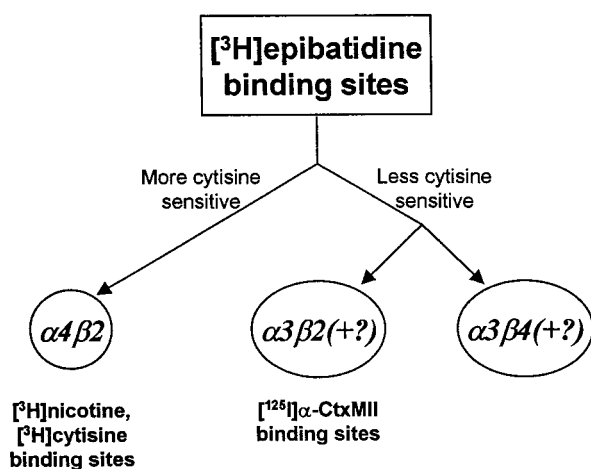 [³H]epibatidine
binding sites
More cytisine
sensitive
Less cytisine
sensitive
α4β2
α3β2(+?)
α3β4(+?)
[³H]nicotine,
[³H]cytisine
binding sites
[¹²⁵I]α-CtxMII
binding sites